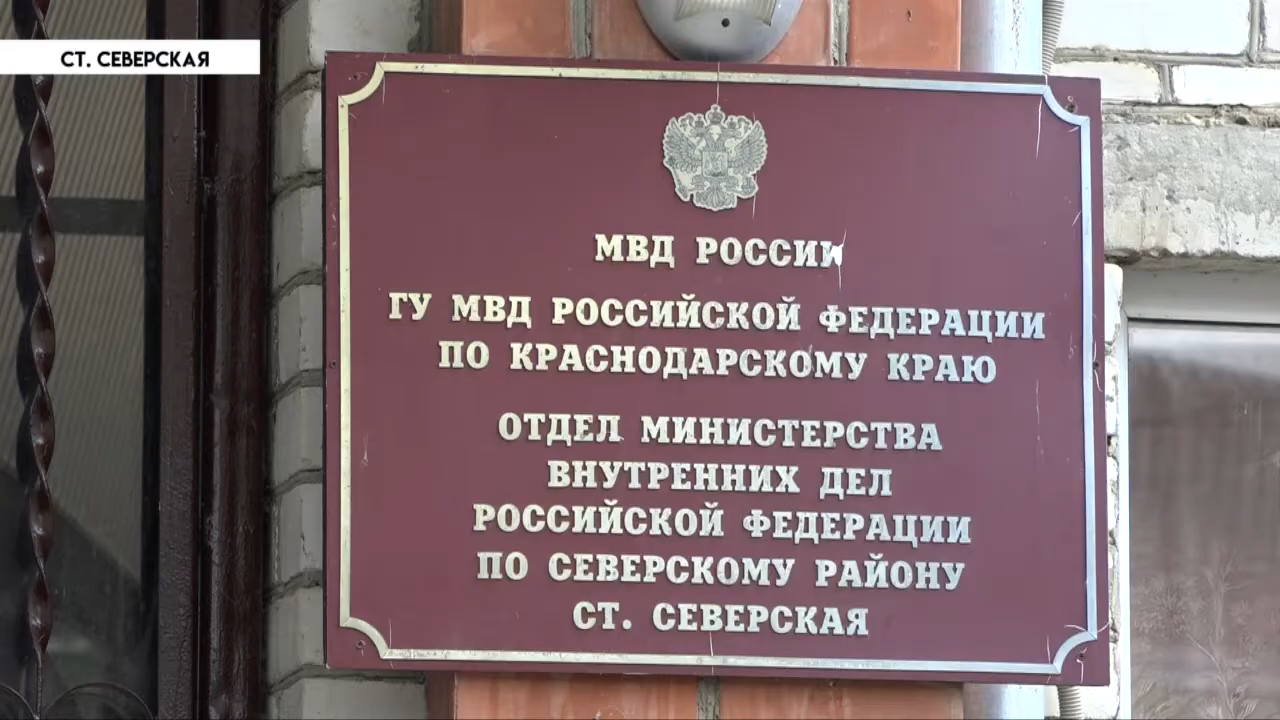 СТ. СЕВЕРСКАЯ
МВД РОССИИ
ГУ МВД РОССИЙСКОЙ ФЕДЕРАЦИИ
ПО КРАСНОДАРСКОМУ КРАЮ
ОТДЕЛ МИНИСТЕРСТВА
ВНУТРЕННИХ ДЕЛ
РОССИЙСКОЙ ФЕДЕРАЦИИ
ПО СЕВЕРСКОМУ РАЙОНУ
СТ. СЕВЕРСКАЯ